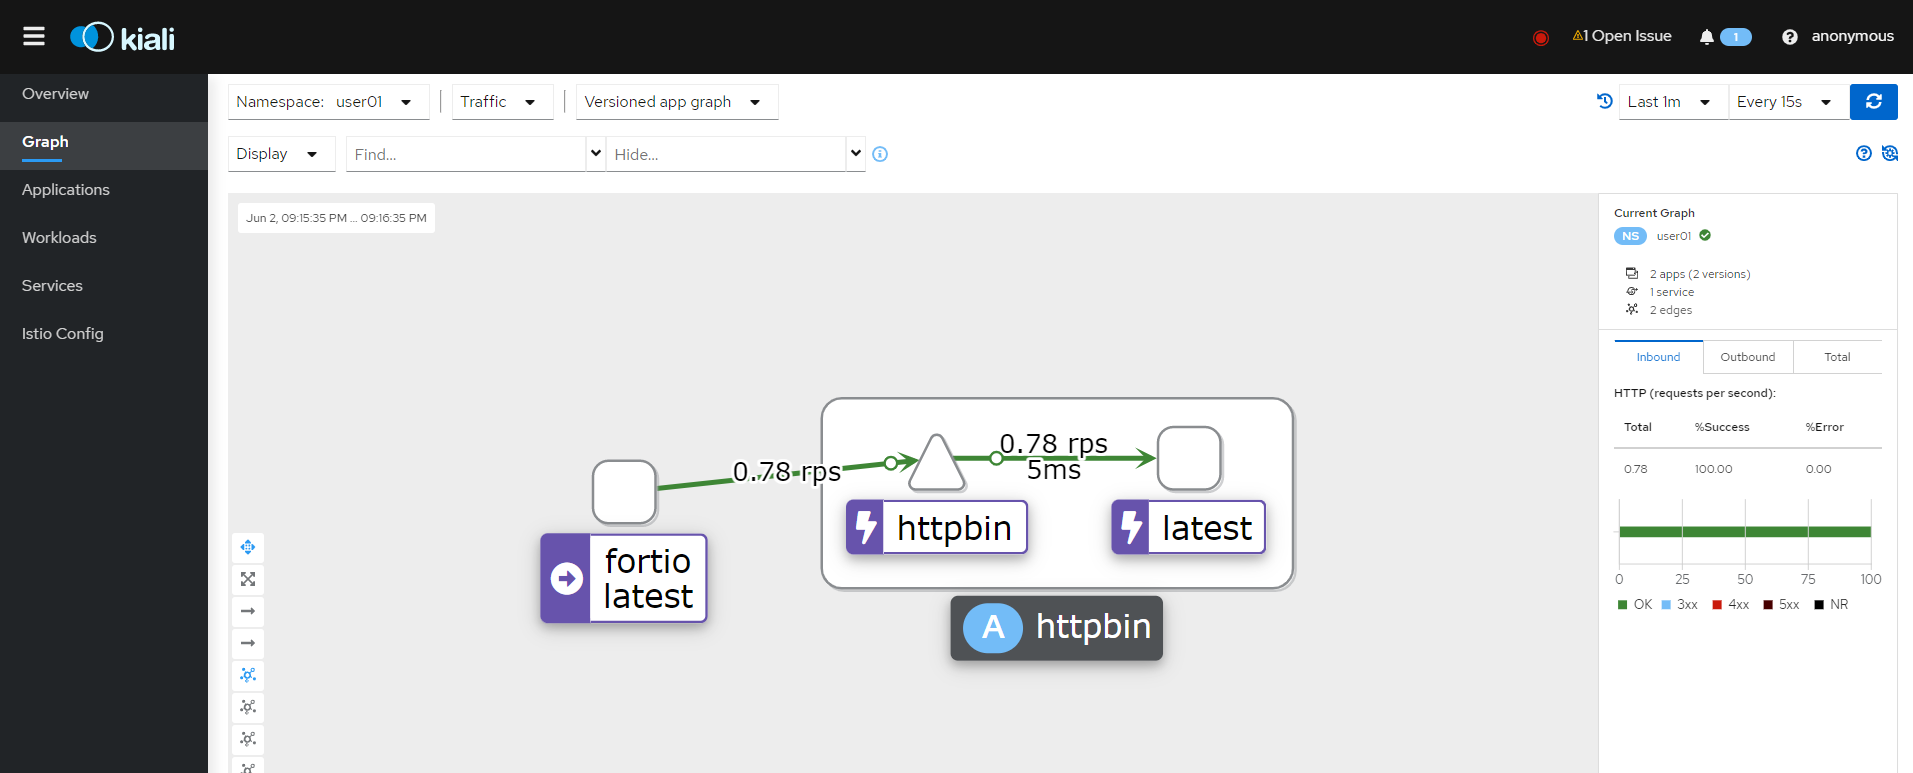 kiali
1 Open Issue
1
anonymous
Overview
Graph
Applications
Workloads
Services
Istio Config
Namespace: user01
Traffic
Versioned app graph
Last 1m
Every 15s
Display
Find...
Hide...
Jun 2, 09:15:35 PM ... 09:16:35 PM
0.78 rps
0.78 rps
5ms
httpbin
latest
fortio
latest
A httpbin
Current Graph
NS user01
2 apps (2 versions)
1 service
2 edges
Inbound Outbound Total
HTTP (requests per second):
Total %Success %Error
0.78 100.00 0.00
0 25 50 75 100
OK 3xx 4xx 5xx NR